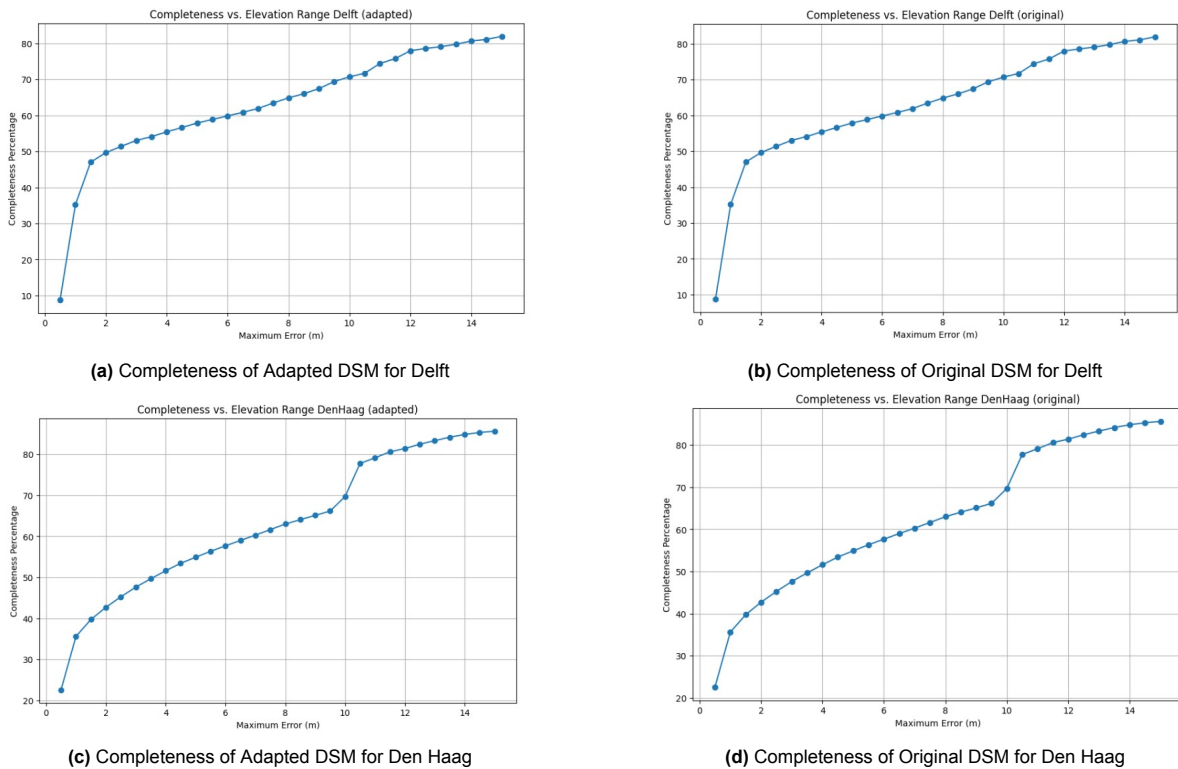 Completeness vs. Elevation Range Delft (adapted)
Completeness Percentage
80
70
60
50
40
30
20
10
0 2 4 6 8 10 12 14
Maximum Error (m)
(a) Completeness of Adapted DSM for Delft
Completeness vs. Elevation Range Delft (original)
Completeness Percentage
80
70
60
50
40
30
20
10
0 2 4 6 8 10 12 14
Maximum Error (m)
(b) Completeness of Original DSM for Delft
Completeness vs. Elevation Range DenHaag (adapted)
Completeness Percentage
80
70
60
50
40
30
20
0 2 4 6 8 10 12 14
Maximum Error (m)
(c) Completeness of Adapted DSM for Den Haag
Completeness vs. Elevation Range DenHaag (original)
Completeness Percentage
80
70
60
50
40
30
20
0 2 4 6 8 10 12 14
Maximum Error (m)
(d) Completeness of Original DSM for Den Haag